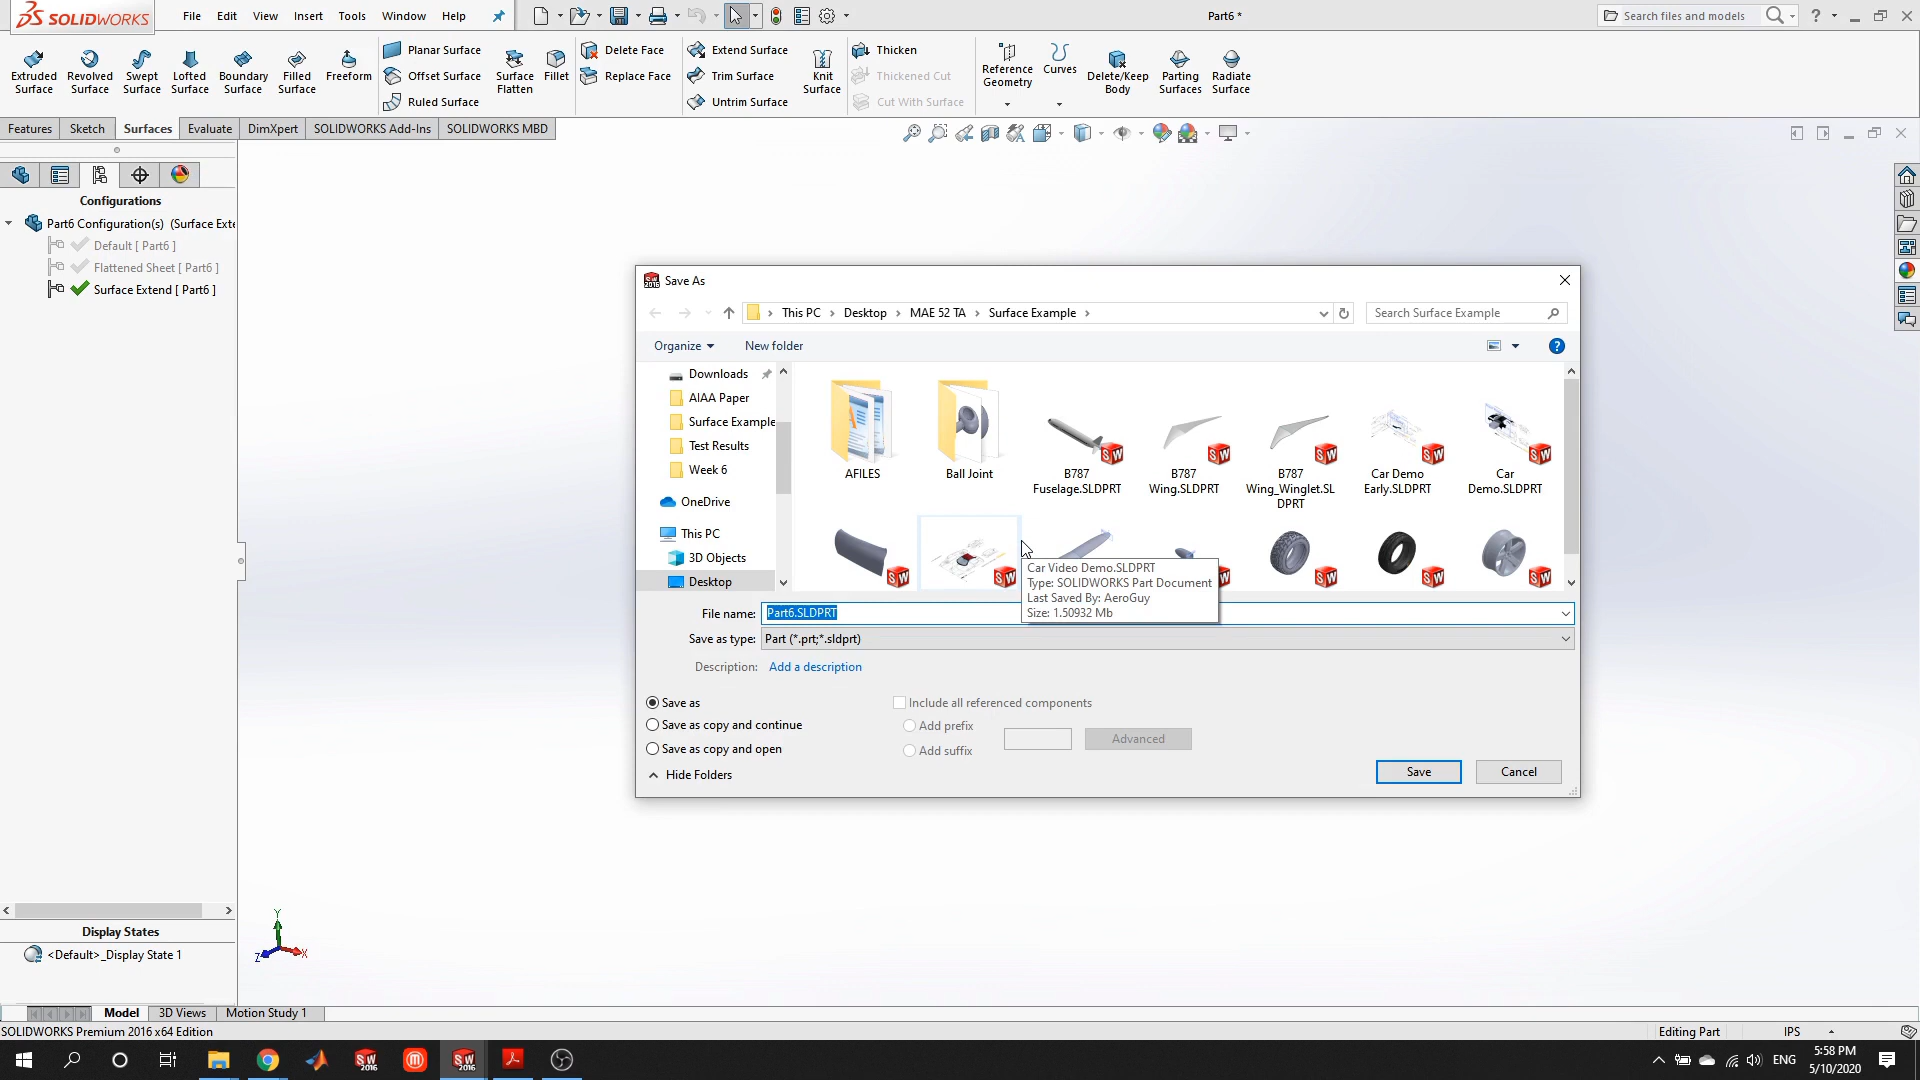 SOLIDWORKS
File Edit View Insert Tools Window Help
Part6 *
Search files and models
Extruded Surface
Revolved Surface
Swept Surface
Lofted Surface
Boundary Surface
Filled Surface
Freeform
Planar Surface
Offset Surface
Ruled Surface
Surface Flatten
Fillet
Delete Face
Replace Face
Extend Surface
Trim Surface
Untrim Surface
Knit Surface
Thicken
Thickened Cut
Cut With Surface
Reference Geometry
Curves
Delete/Keep Body
Parting Surfaces
Radiate Surface
Features Sketch Surfaces Evaluate DimXpert SOLIDWORKS Add-Ins SOLIDWORKS MBD
Configurations
Part6 Configuration(s) (Surface Exte
Default [ Part6 ]
Flattened Sheet [ Part6 ]
Surface Extend [ Part6 ]
Save As
This PC › Desktop › MAE 52 TA › Surface Example ›
Search Surface Example
Organize
New folder
Downloads
AIAA Paper
Surface Example
Test Results
Week 6
OneDrive
This PC
3D Objects
Desktop
AFILES
Ball Joint
B787 Fuselage.SLDPRT
B787 Wing.SLDPRT
B787 Wing_Winglet.SLDPRT
Car Demo Early.SLDPRT
Car Demo.SLDPRT
Car Video Demo.SLDPRT
Type: SOLIDWORKS Part Document
Last Saved By: AeroGuy
Size: 1.50932 Mb
File name: Part6.SLDPRT
Save as type: Part (*.prt;*.sldprt)
Description: Add a description
Save as
Save as copy and continue
Save as copy and open
Include all referenced components
Add prefix
Add suffix
Advanced
Hide Folders
Save
Cancel
Display States
<Default>_Display State 1
Y
Z
X
Model 3D Views Motion Study 1
SOLIDWORKS Premium 2016 x64 Edition
Editing Part
IPS
ENG
5:58 PM
5/10/2020